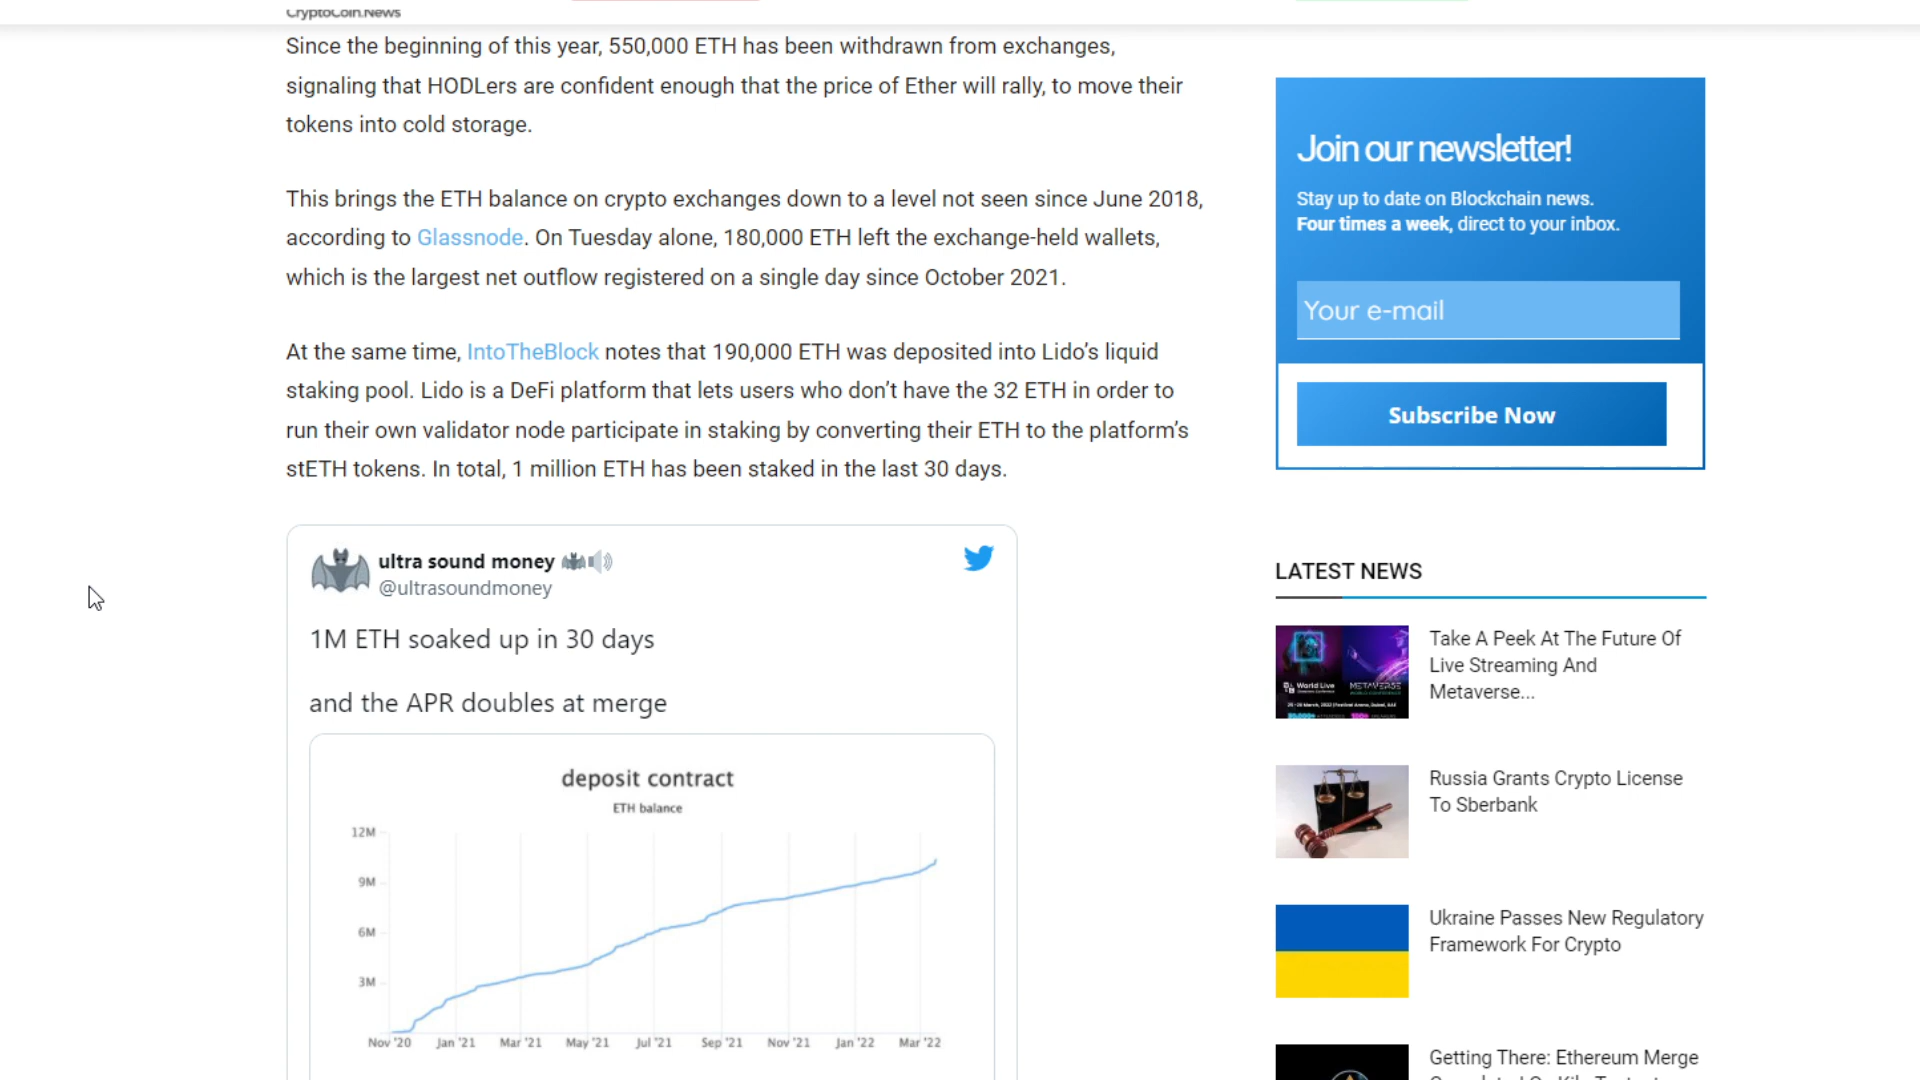 CryptoCoin.News
Since the beginning of this year, 550,000 ETH has been withdrawn from exchanges,
signaling that HODLers are confident enough that the price of Ether will rally, to move their
tokens into cold storage.
This brings the ETH balance on crypto exchanges down to a level not seen since June 2018,
according to Glassnode. On Tuesday alone, 180,000 ETH left the exchange-held wallets,
which is the largest net outflow registered on a single day since October 2021.
At the same time, IntoTheBlock notes that 190,000 ETH was deposited into Lido’s liquid
staking pool. Lido is a DeFi platform that lets users who don’t have the 32 ETH in order to
run their own validator node participate in staking by converting their ETH to the platform’s
stETH tokens. In total, 1 million ETH has been staked in the last 30 days.
ultra sound money
@ultrasoundmoney
1M ETH soaked up in 30 days
and the APR doubles at merge
deposit contract
ETH balance
12M
9M
6M
3M
Nov '20 Jan '21 Mar '21 May '21 Jul '21 Sep '21 Nov '21 Jan '22 Mar '22
Join our newsletter!
Stay up to date on Blockchain news.
Four times a week, direct to your inbox.
Your e-mail
Subscribe Now
LATEST NEWS
World Live
METAVERSE
Take A Peek At The Future Of
Live Streaming And
Metaverse...
Russia Grants Crypto License
To Sberbank
Ukraine Passes New Regulatory
Framework For Crypto
Getting There: Ethereum Merge